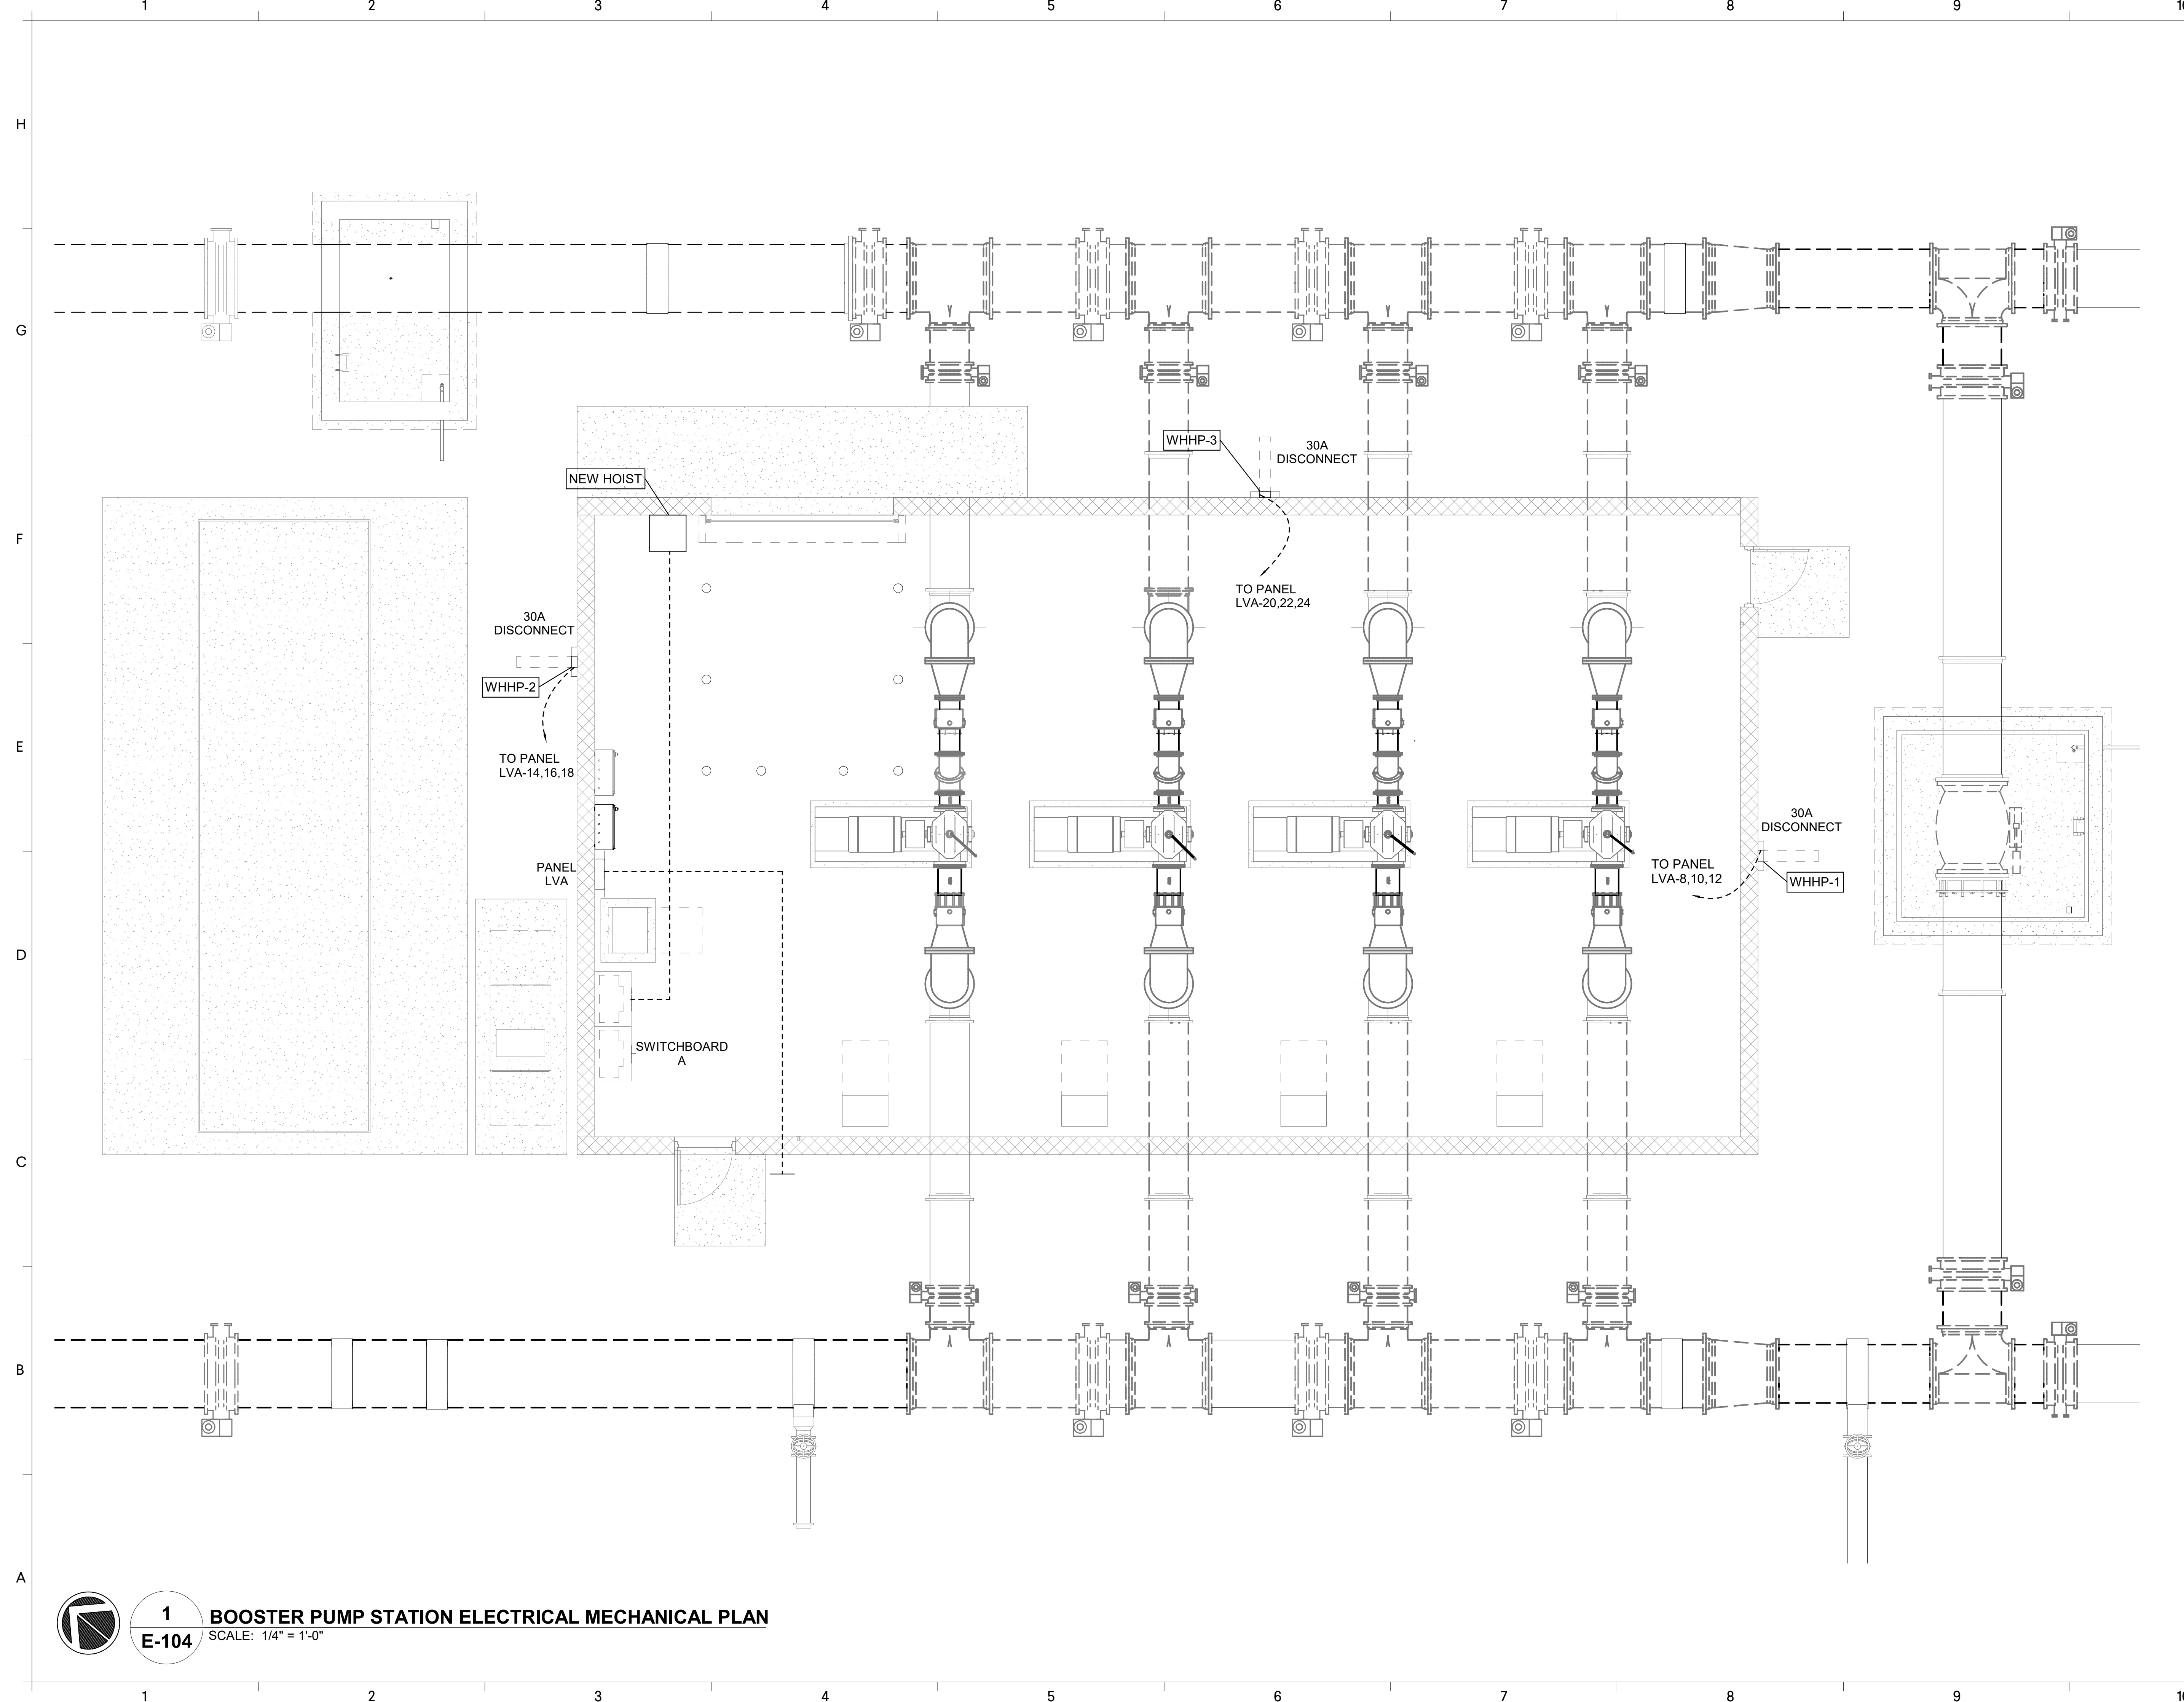 1 2 3 4 5 6 7 8 9
H
G
F
E
D
C
B
A
WHHP-3
30A
DISCONNECT
NEW HOIST
TO PANEL
LVA-20,22,24
30A
DISCONNECT
WHHP-2
TO PANEL
LVA-14,16,18
30A
DISCONNECT
TO PANEL
LVA-8,10,12
WHHP-1
PANEL
LVA
SWITCHBOARD
A
1
E-104
BOOSTER PUMP STATION ELECTRICAL MECHANICAL PLAN
SCALE: 1/4" = 1'-0"
1 2 3 4 5 6 7 8 9